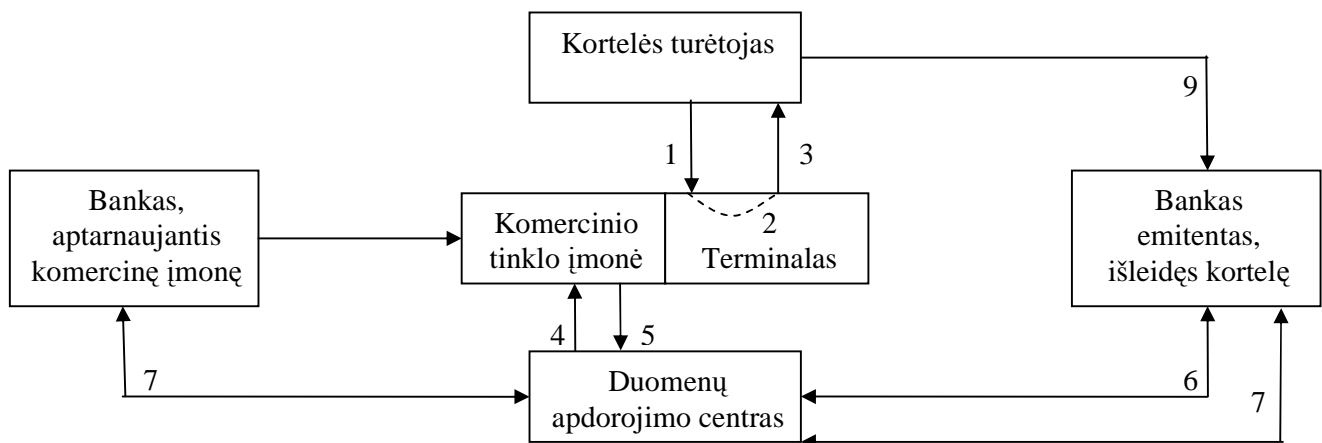 Kortelės turėtojas
9
1
3
Bankas,
aptarnaujantis
komercinę įmonę
Komercinio
tinklo įmonė
2
Terminalas
Bankas
emitentas,
išleidęs kortelę
4
5
7
Duomenų
apdorojimo centras
6
7